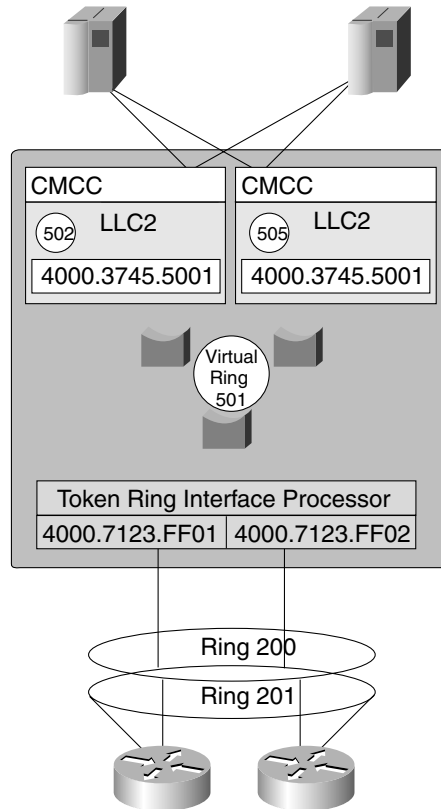 CMCC
CMCC
502
LLC2
505
LLC2
4000.3745.5001
4000.3745.5001
Virtual
Ring
501
Token Ring Interface Processor
4000.7123.FF01
4000.7123.FF02
Ring 200
Ring 201